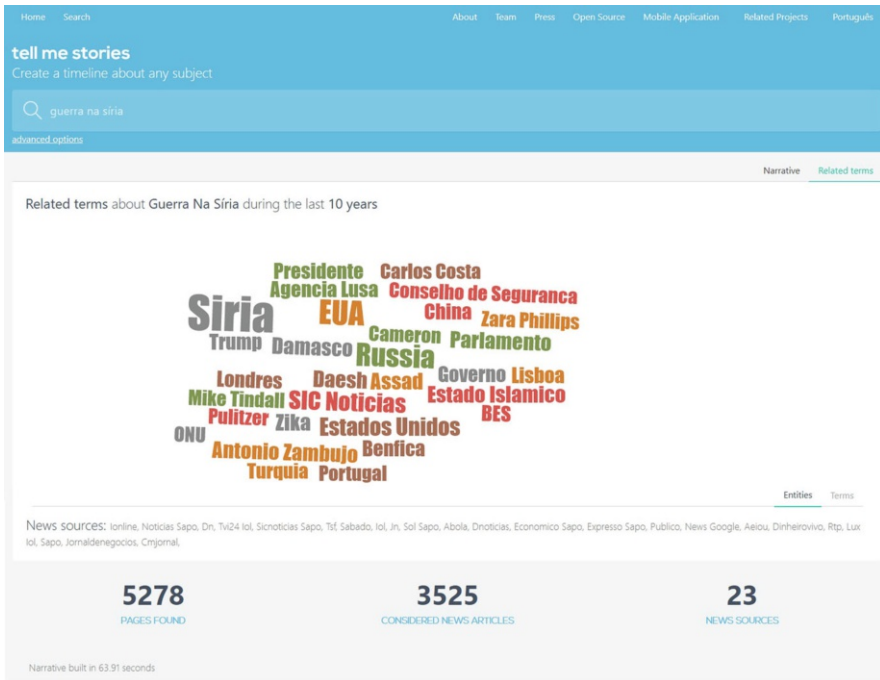 Home Search About Team Press Open Source Mobile Application Related Projects Português
tell me stories
Create a timeline about any subject
guerra na síria
advanced options
Narrative Related terms
Related terms about Guerra Na Síria during the last 10 years
Presidente Carlos Costa
Agencia Lusa Conselho de Seguranca
Siria EUA China Zara Phillips
Trump Damasco Cameron Parlamento
Russia
Londres Daesh Assad Governo Lisboa
Mike Tindall SIC Noticias Estado Islamico
Pulitzer Zika Estados Unidos BES
ONU
Antonio Zambujo Benfica
Turquia Portugal
Entities Terms
News sources: Ionline, Noticias Sapo, Dn, Tvi24 Iol, Sicnoticias Sapo, Tsf, Sabado, Iol, Jn, Sol Sapo, Abola, Dnoticias, Economico Sapo, Expresso Sapo, Publico, News Google, Aeiou, Dinheirovivo, Rtp, Lux
Iol, Sapo, Jornaldenegocios, Cmjornal,
5278 3525 23
PAGES FOUND CONSIDERED NEWS ARTICLES NEWS SOURCES
Narrative built in 63.91 seconds